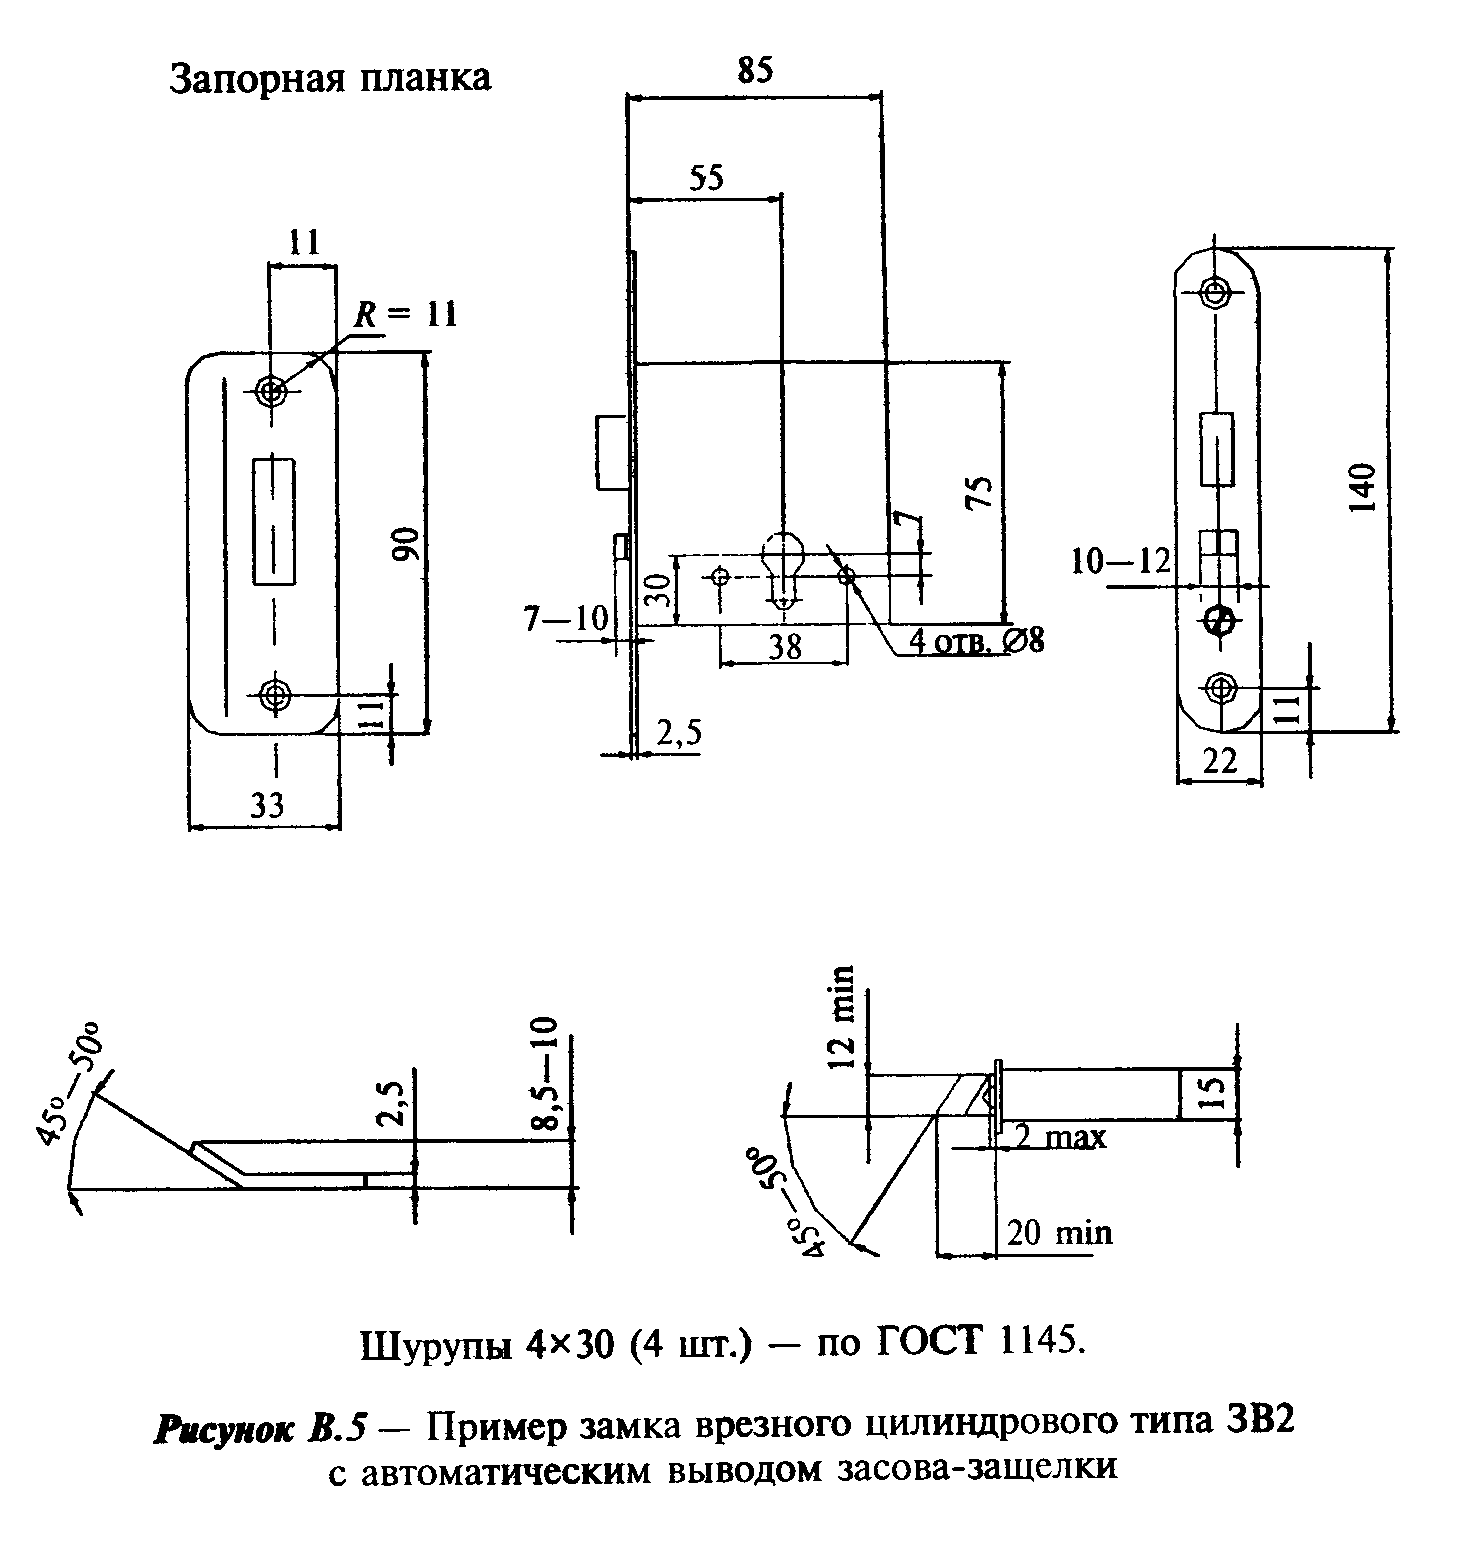 Запорная планка
85
55
11
R = 11
90
11
33
75
7
30
7—10
38
4 отв. Ø8
2,5
140
10—12
11
22
45°—50°
2,5
8,5—10
12 min
15
2 max
45°—50°
20 min
Шурупы 4×30 (4 шт.) — по ГОСТ 1145.
Рисунок В.5 — Пример замка врезного цилиндрового типа ЗВ2
с автоматическим выводом засова-защелки